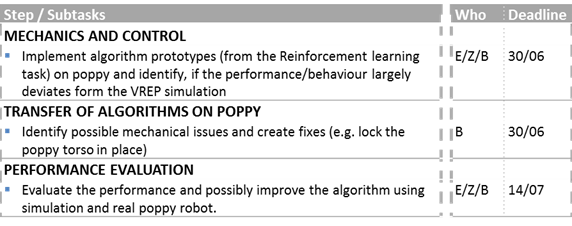 Step / Subtasks Who Deadline
MECHANICS AND CONTROL
▪ Implement algorithm prototypes (from the Reinforcement learning E/Z/B 30/06
task) on poppy and identify, if the performance/behaviour largely
deviates form the VREP simulation
TRANSFER OF ALGORITHMS ON POPPY
▪ Identify possible mechanical issues and create fixes (e.g. lock the B 30/06
poppy torso in place)
PERFORMANCE EVALUATION
▪ Evaluate the performance and possibly improve the algorithm using E/Z/B 14/07
simulation and real poppy robot.